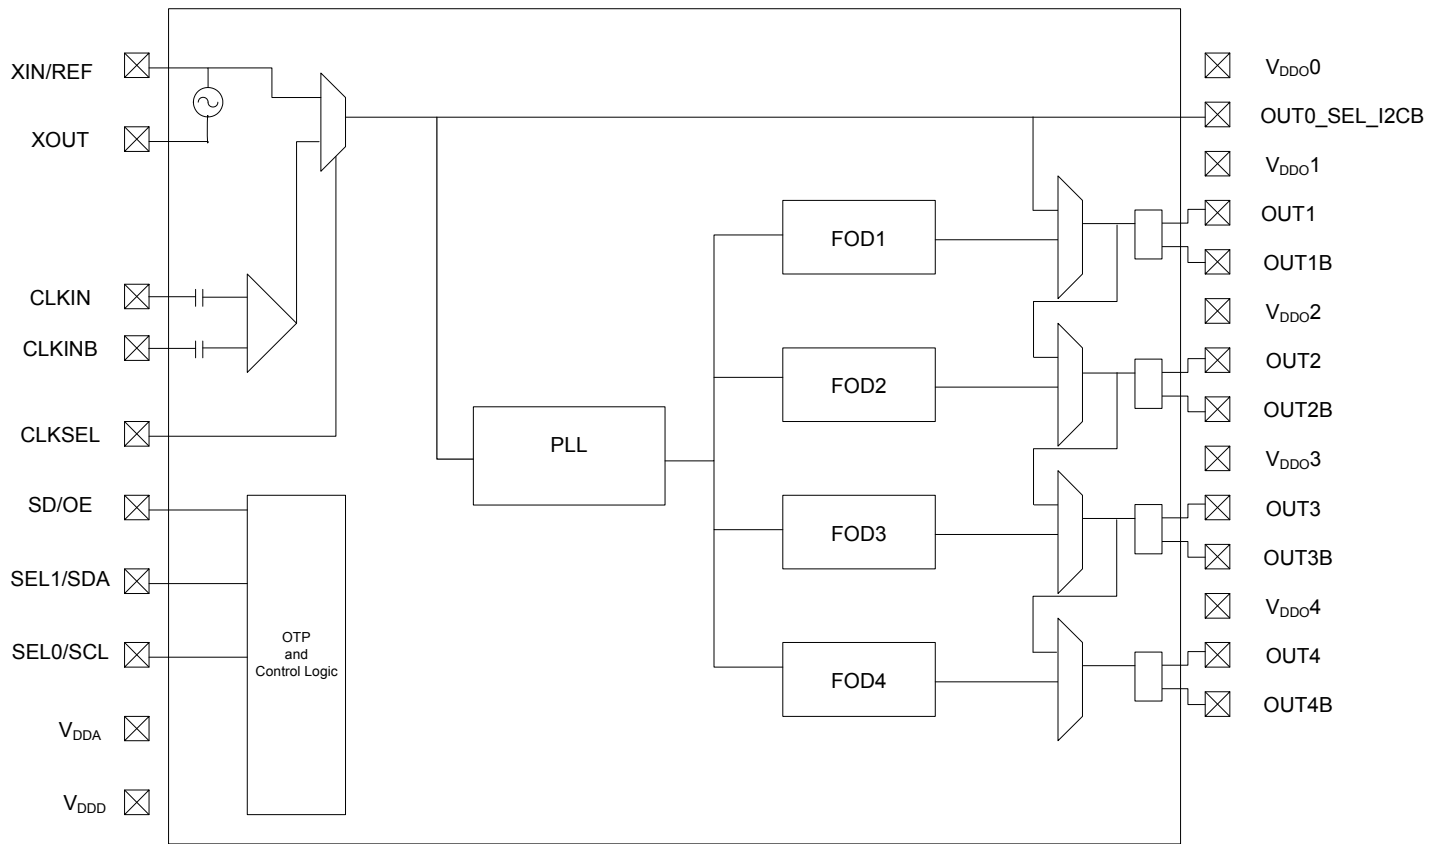 XIN/REF
XOUT
CLKIN
CLKINB
CLKSEL
SD/OE
SEL1/SDA
SEL0/SCL
VDDA
VDDD
OTP
and
Control Logic
PLL
FOD1
FOD2
FOD3
FOD4
VDDO0
OUT0_SEL_I2CB
VDDO1
OUT1
OUT1B
VDDO2
OUT2
OUT2B
VDDO3
OUT3
OUT3B
VDDO4
OUT4
OUT4B